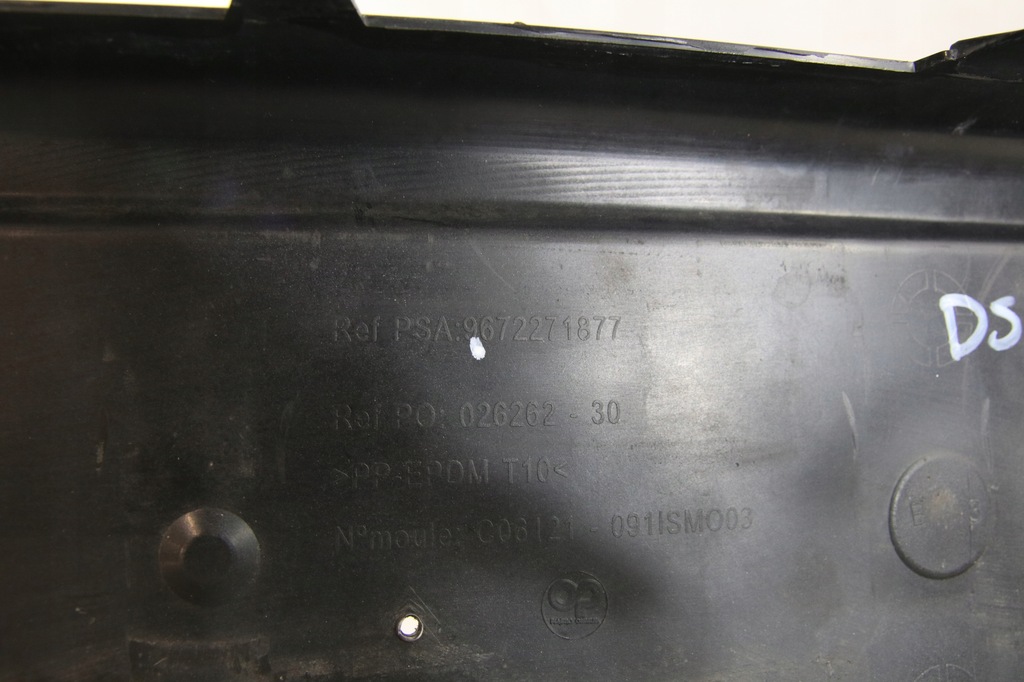 Ref PSA:9672271877
DS
Ref PO: 026262 - 30
>PP-EPDM T10<
N°moule: C08121 - 091ISMO03